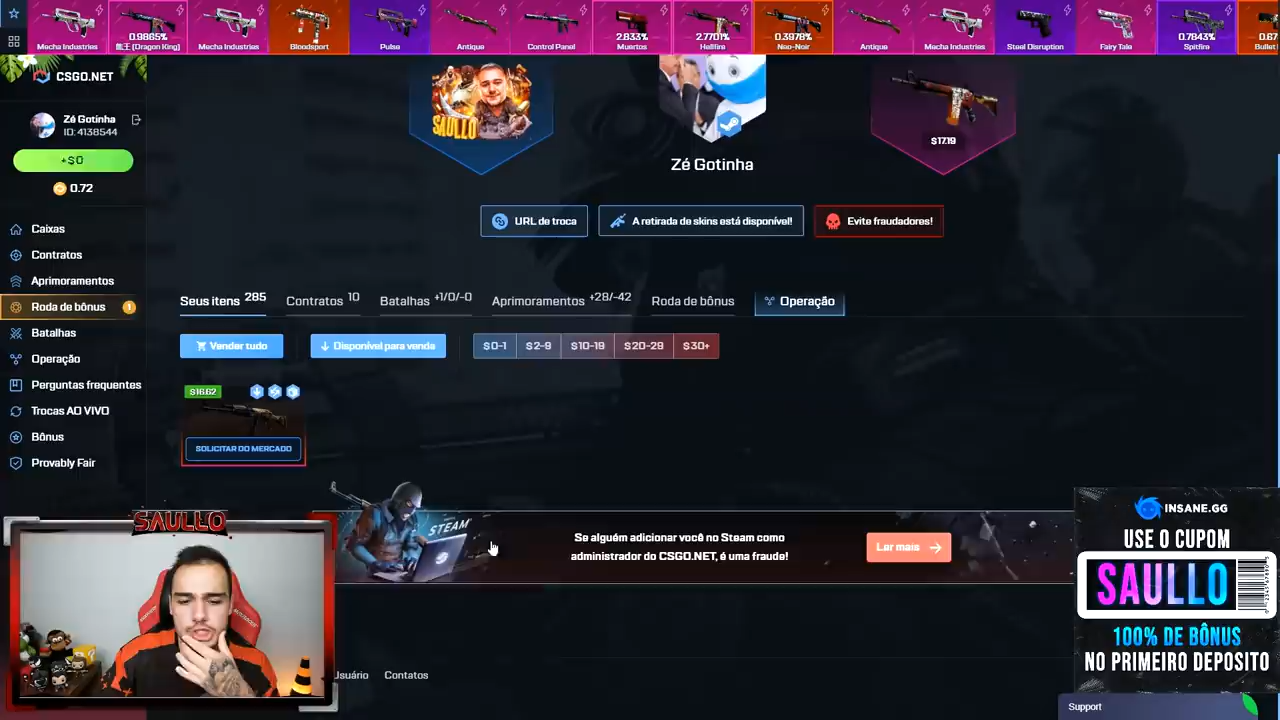 Mecha Industries
0.9865%
龍王 (Dragon King)
Mecha Industries
Bloodsport
Pulse
Antique
Control Panel
2.833%
Muertos
2.7701%
Hellfire
0.3978%
Neo-Noir
Antique
Mecha Industries
Steel Disruption
Fairy Tale
0.7843%
Spitfire
0.67
Bullet
CSGO.NET
Zé Gotinha
ID: 4138544
+$0
0.72
Caixas
Contratos
Aprimoramentos
Roda de bônus 1
Batalhas
Operação
Perguntas frequentes
Trocas AO VIVO
Bônus
Provably Fair
SAULLO
Zé Gotinha
$17.19
URL de troca
A retirada de skins está disponível!
Evite fraudadores!
Seus itens 285
Contratos 10
Batalhas +1/0/-0
Aprimoramentos +28/-42
Roda de bônus
Operação
Vender tudo
Disponível para venda
$0-1
$2-9
$10-19
$20-29
$30+
$16.62
SOLICITAR DO MERCADO
STEAM
Se alguém adicionar você no Steam como
administrador do CSGO.NET, é uma fraude!
Ler mais
SAULLO
Usuário
Contatos
INSANE.GG
USE O CUPOM
SAULLO
100% DE BÔNUS
NO PRIMEIRO DEPOSITO
Support